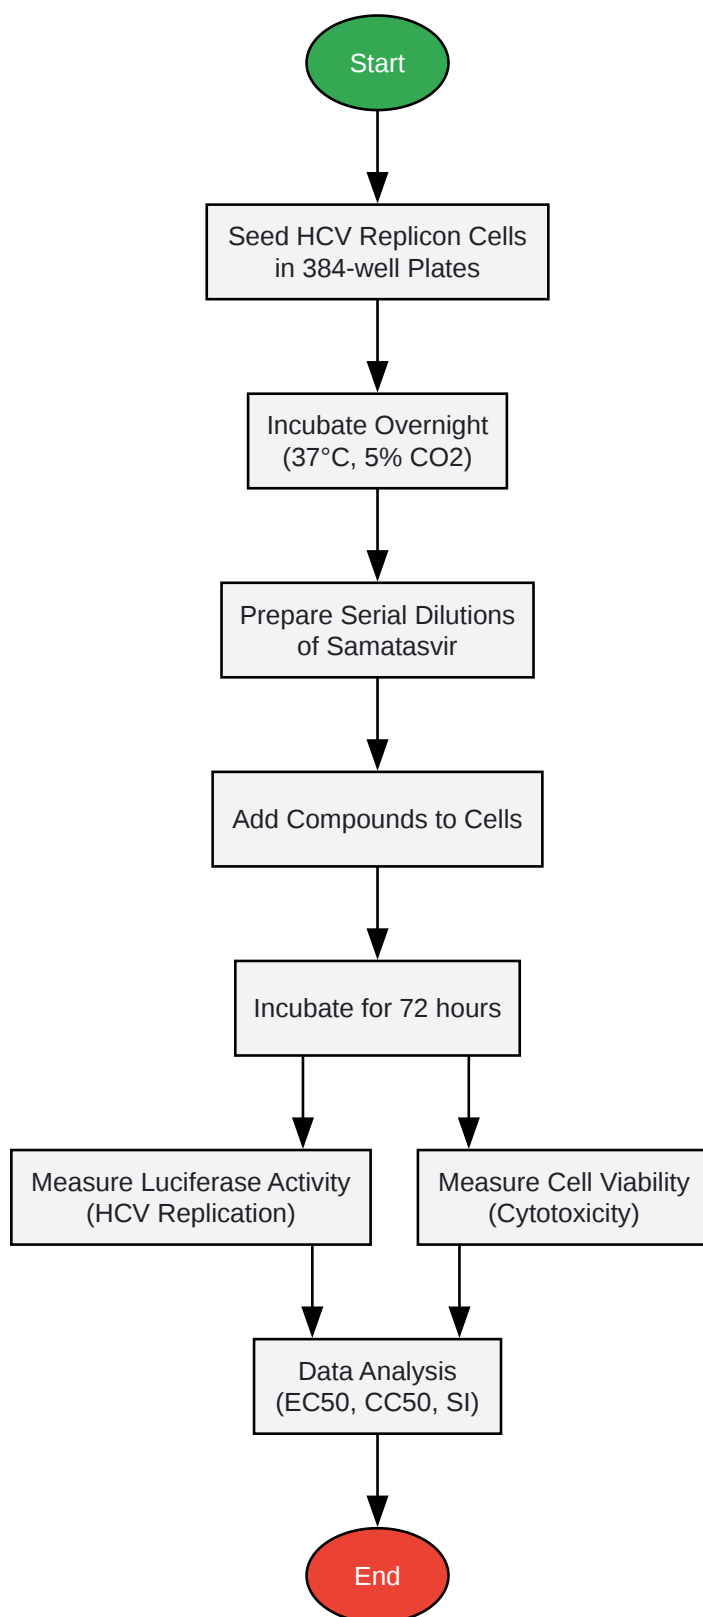 Start
Seed HCV Replicon Cells
in 384-well Plates
Incubate Overnight
(37°C, 5% CO2)
Prepare Serial Dilutions
of Samatasvir
Add Compounds to Cells
Incubate for 72 hours
Measure Luciferase Activity
(HCV Replication)
Measure Cell Viability
(Cytotoxicity)
Data Analysis
(EC50, CC50, SI)
End